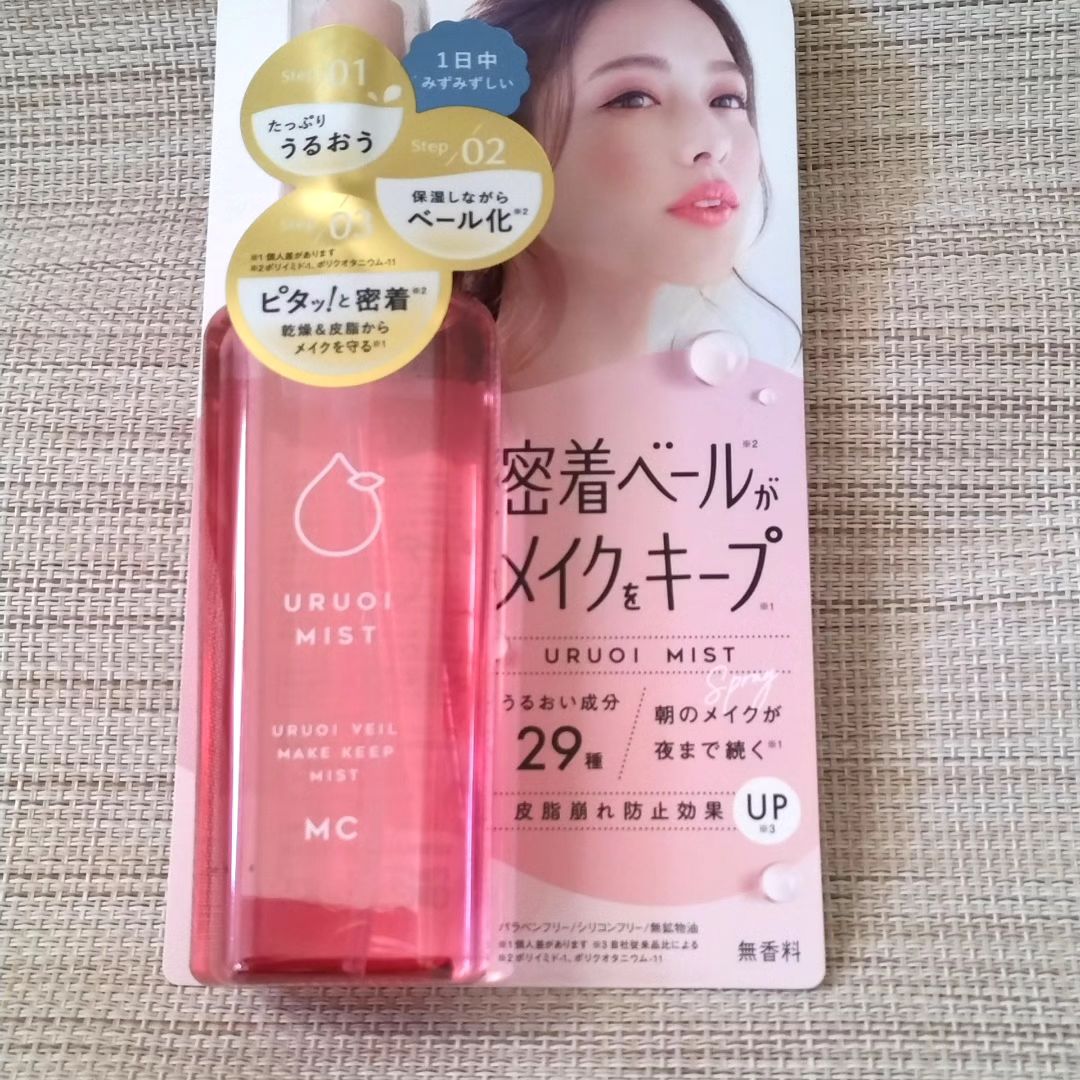 Step 01
たっぷり
うるおう
1日中
みずみずしい
Step 02
保湿しながら
ベール化※2
Step 03
※1 個人差があります
※2 ポリイミド-1、ポリクオタニウム-11
ピタッ!と密着※2
乾燥&皮脂から
メイクを守る※1
URUOI
MIST
URUOI VEIL
MAKE KEEP
MIST
MC
密着ベール※2が
メイクをキープ※1
URUOI MIST
Spray
うるおい成分
29種
朝のメイクが
夜まで続く※1
皮脂崩れ防止効果 UP※3
パラベンフリー/シリコンフリー/無鉱物油
※1 個人差があります ※3 自社従来品比による
※2 ポリイミド-1、ポリクオタニウム-11
無香料